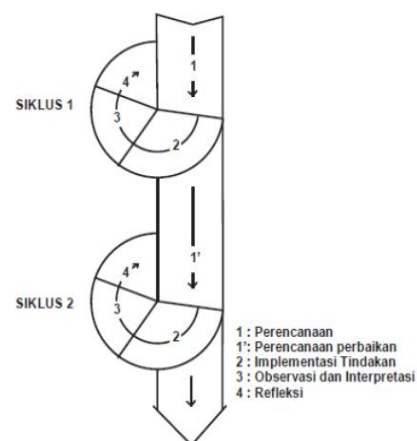 1
4
SIKLUS 1
3
2
1'
4
SIKLUS 2
3
2
1 : Perencanaan
1': Perencanaan perbaikan
2 : Implementasi Tindakan
3 : Observasi dan Interpretasi
4 : Refleksi